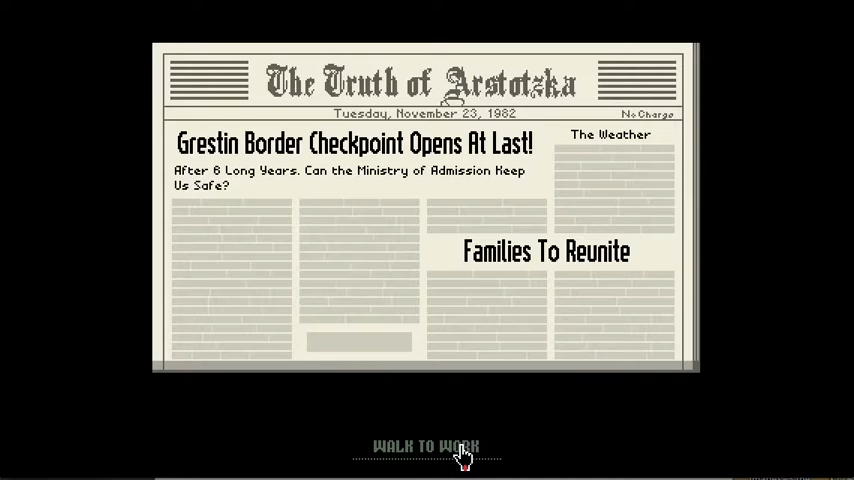 The Truth of Arstotzka
Tuesday, November 23, 1982
No Charge
Grestin Border Checkpoint Opens At Last!
The Weather
After 6 Long Years. Can the Ministry of Admission Keep
Us Safe?
Families To Reunite
WALK TO WORK